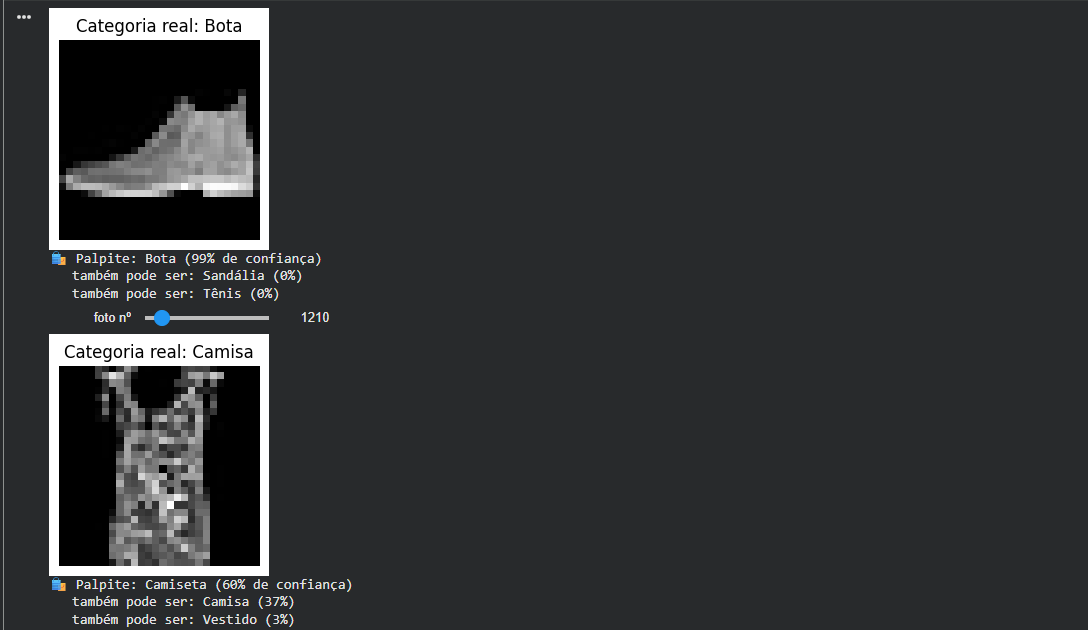 Categoria real: Bota
Palpite: Bota (99% de confiança)
também pode ser: Sandália (0%)
também pode ser: Tênis (0%)
foto nº 1210
Categoria real: Camisa
Palpite: Camiseta (60% de confiança)
também pode ser: Camisa (37%)
também pode ser: Vestido (3%)